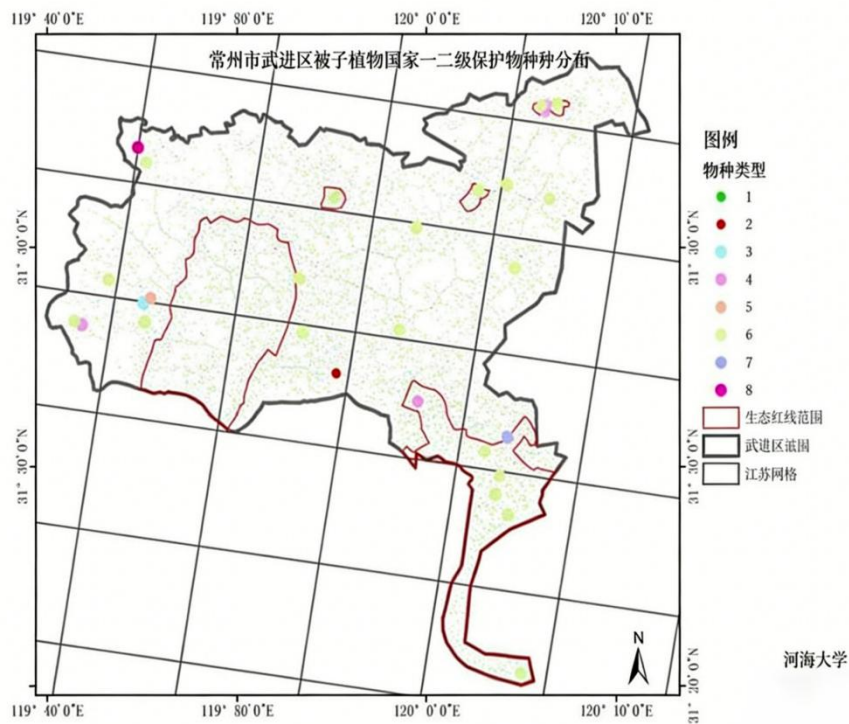 119° 40′0″E
119° 80′0″E
120° 0′0″E
120° 10′0″E
常州市武进区被子植物国家一二级保护物种种分布
图例
物种类型
1
2
3
4
5
6
7
8
生态红线范围
武进区范围
江苏网格
31° 30′0″N
31° 30′0″N
31° 30′0″N
31° 30′0″N
31° 20′0″N
N
河海大学
119° 40′0″E
119° 80′0″E
120° 0′0″E
120° 10′0″E